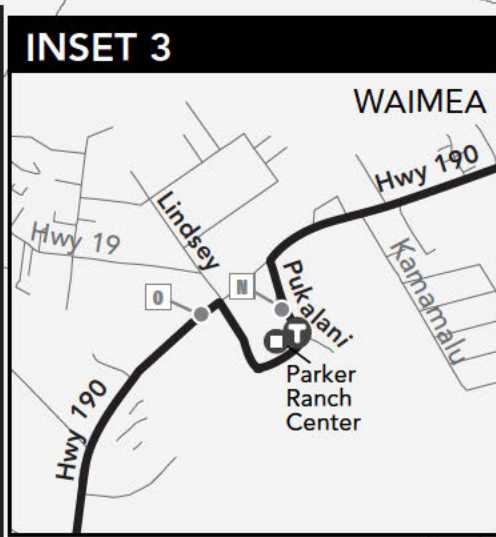 INSET 3
WAIMEA
Hwy 190
Lindsey
Hwy 19
Kamamalu
N
O
Pukalani
T
Parker
Ranch
Center
Hwy 190